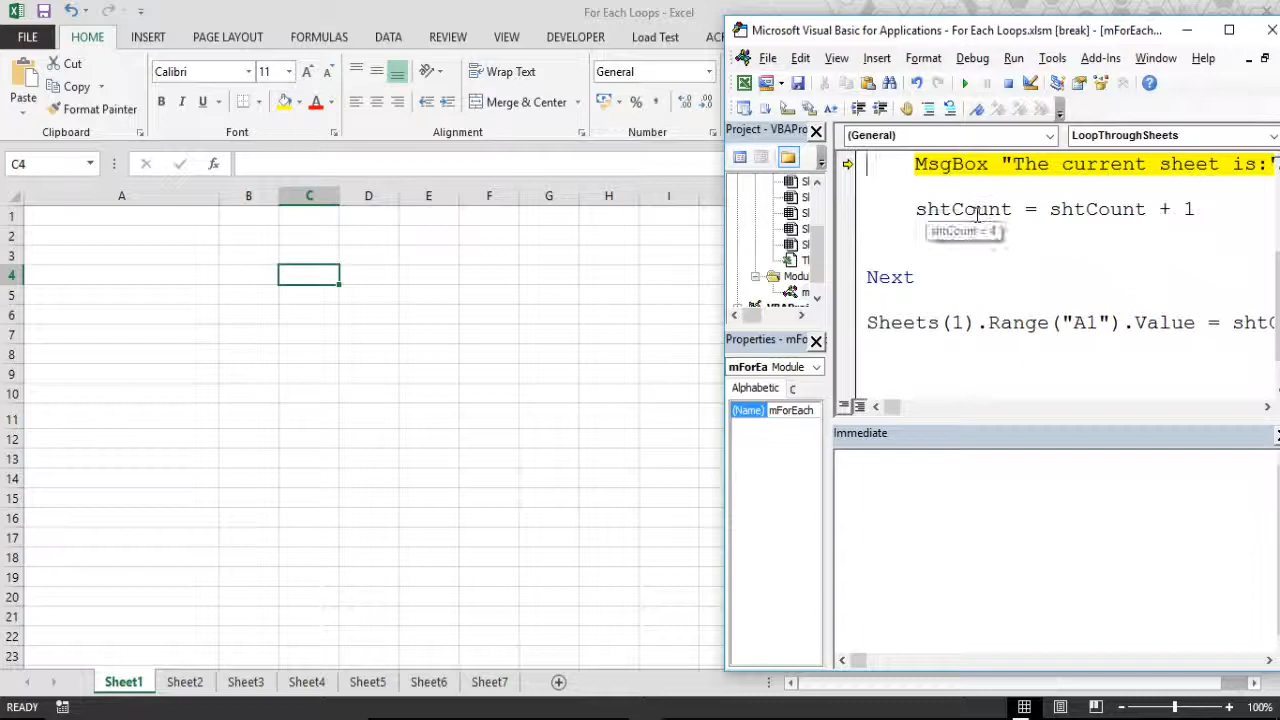 For Each Loops - Excel
FILE HOME INSERT PAGE LAYOUT FORMULAS DATA REVIEW VIEW DEVELOPER Load Test
Paste
Cut
Copy
Format Painter
Clipboard
Calibri 11
B I U
Font
Wrap Text
Merge & Center
Alignment
General
Number
C4
A B C D E F G H I
1
2
3
4
5
6
7
8
9
10
11
12
13
14
15
16
17
18
19
20
21
22
23
Sheet1 Sheet2 Sheet3 Sheet4 Sheet5 Sheet6 Sheet7
READY
100%
Microsoft Visual Basic for Applications - For Each Loops.xlsm [break] - [mForEach...
File Edit View Insert Format Debug Run Tools Add-Ins Window Help
Project - VBAPro
Modu
Properties - mFo
mForEa Module
Alphabetic
(Name) mForEach
(General) LoopThroughSheets
MsgBox "The current sheet is:"
shtCount = shtCount + 1
shtCount = 4
Next
Sheets(1).Range("A1").Value = sht
Immediate